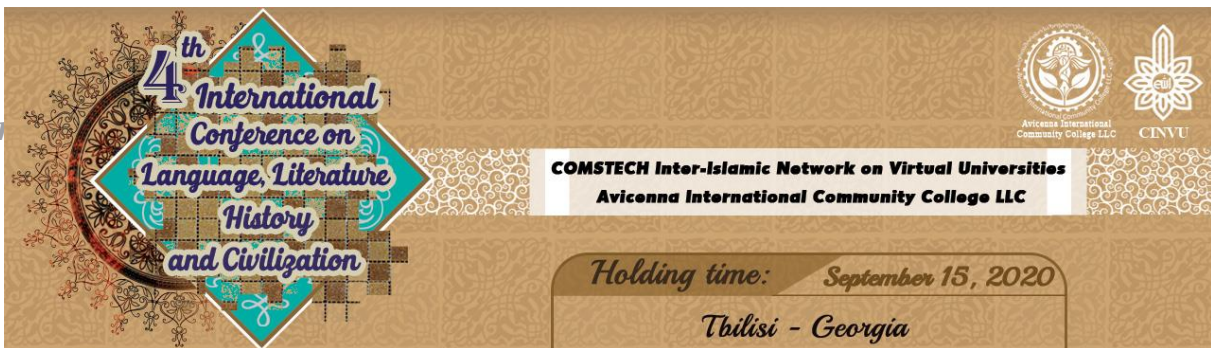 4th
International
Conference on
Language, Literature
History
and Civilization
Avicenna International
Community College LLC
CINVU
COMSTECH Inter-Islamic Network on Virtual Universities
Avicenna International Community College LLC
Holding time: September 15, 2020
Tbilisi - Georgia